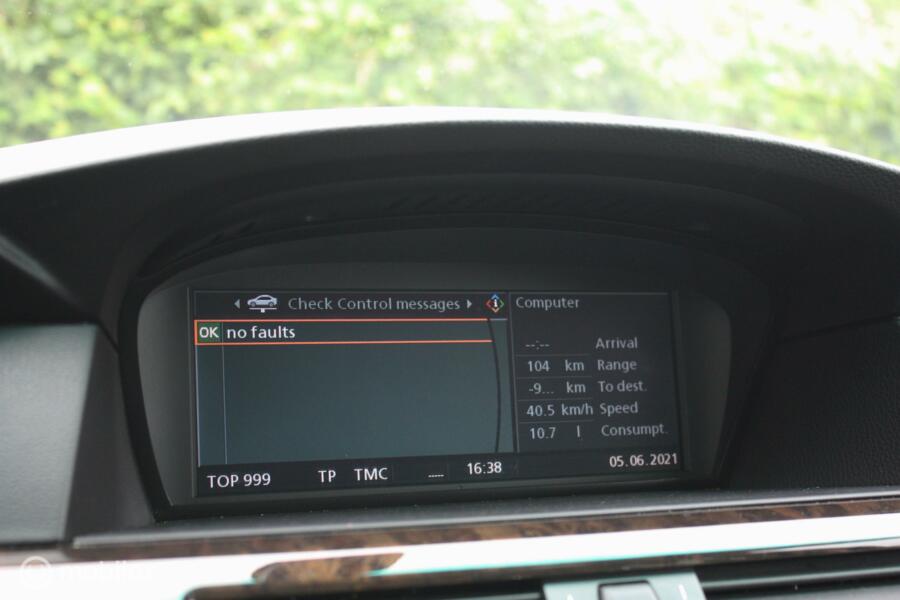 Check Control messages
OK no faults
Computer
--:-- Arrival
104 km Range
-9... km To dest.
40.5 km/h Speed
10.7 l Consumpt.
05.06.2021
TOP 999 TP TMC ---- 16:38